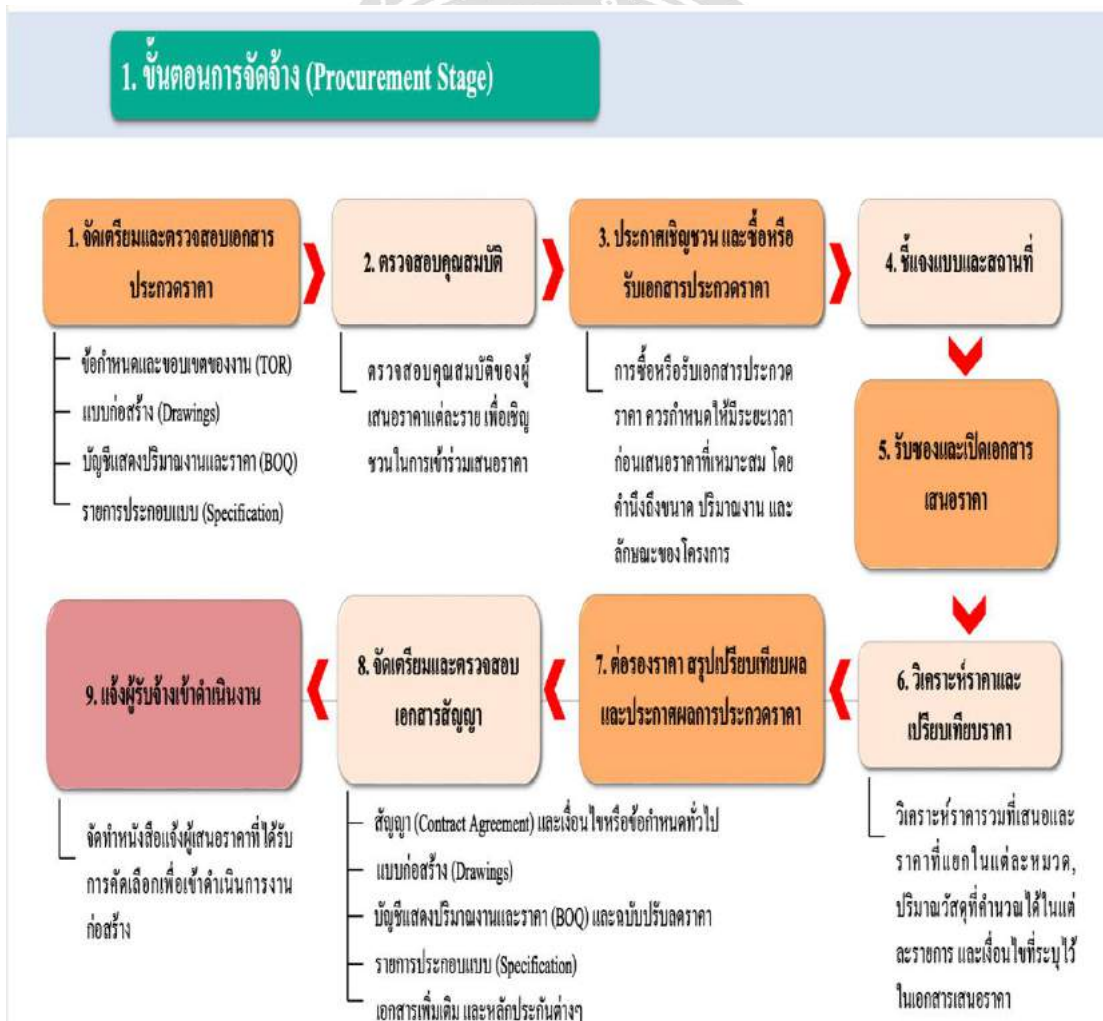 1. ขั้นตอนการจัดจ้าง (Procurement Stage)
1. จัดเตรียมและตรวจสอบเอกสาร
ประกวดราคา
ข้อกำหนดและขอบเขตของงาน (TOR)
แบบก่อสร้าง (Drawings)
บัญชีแสดงปริมาณงานและราคา (BOQ)
รายการประกอบแบบ (Specification)
2. ตรวจสอบคุณสมบัติ
ตรวจสอบคุณสมบัติของผู้
เสนอราคาแต่ละราย เพื่อเชิญ
ชวนในการเข้าร่วมเสนอราคา
3. ประกาศเชิญชวน และซื้อหรือ
รับเอกสารประกวดราคา
การซื้อหรือรับเอกสารประกวด
ราคา ควรกำหนดให้มีระยะเวลา
ก่อนเสนอราคาที่เหมาะสม โดย
คำนึงถึงขนาด ปริมาณงาน และ
ลักษณะของโครงการ
4. ชี้แจงแบบและสถานที่
5. รับซองและเปิดเอกสาร
เสนอราคา
6. วิเคราะห์ราคาและ
เปรียบเทียบราคา
วิเคราะห์ราคารวมที่เสนอและ
ราคาที่แยกในแต่ละหมวด,
ปริมาณวัสดุที่คำนวณได้ในแต่
ละรายการ และเงื่อนไขที่ระบุไว้
ในเอกสารเสนอราคา
7. ต่อรองราคา สรุปเปรียบเทียบผล
และประกาศผลการประกวดราคา
8. จัดเตรียมและตรวจสอบ
เอกสารสัญญา
สัญญา (Contract Agreement) และเงื่อนไขหรือข้อกำหนดทั่วไป
แบบก่อสร้าง (Drawings)
บัญชีแสดงปริมาณงานและราคา (BOQ) และฉบับปรับลดราคา
รายการประกอบแบบ (Specification)
เอกสารเพิ่มเติม และหลักประกันต่างๆ
9. แจ้งผู้รับจ้างเข้าดำเนินงาน
จัดทำหนังสือแจ้งผู้เสนอราคาที่ได้รับ
การคัดเลือกเพื่อเข้าดำเนินการงาน
ก่อสร้าง